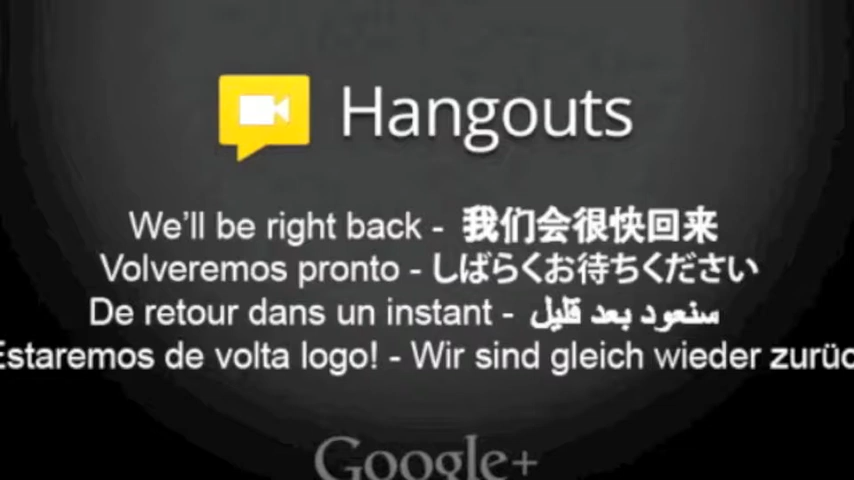 Hangouts
We'll be right back - 我们会很快回来
Volveremos pronto - しばらくお待ちください
De retour dans un instant - سنعود بعد قليل
Estaremos de volta logo! - Wir sind gleich wieder zurüc
Google+